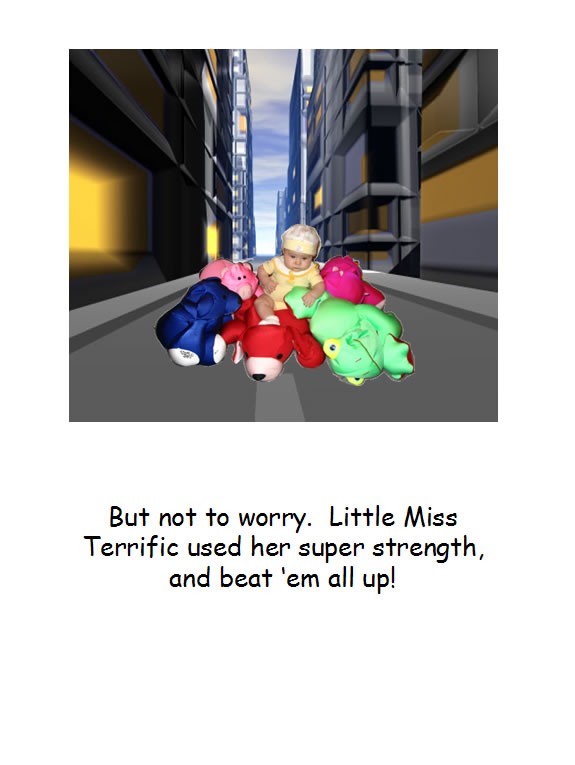 But not to worry.  Little Miss
Terrific used her super strength,
and beat ‘em all up!